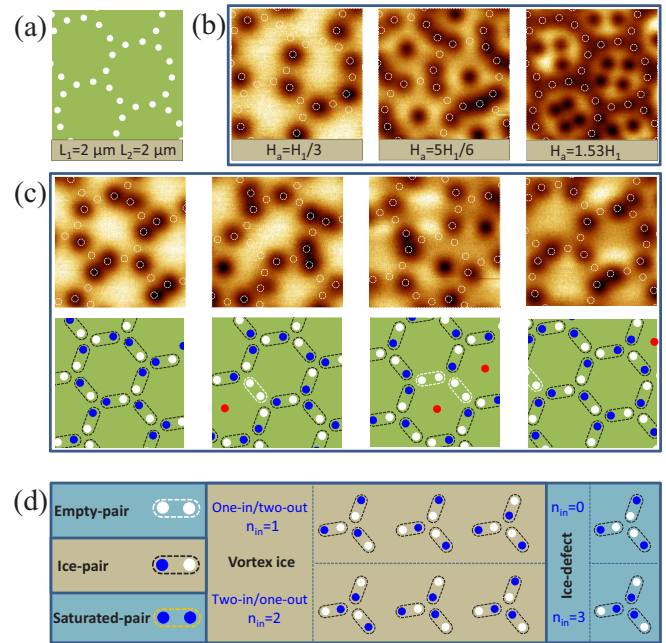 (a)
L₁=2 μm L₂=2 μm
(b)
Hₐ=H₁/3
Hₐ=5H₁/6
Hₐ=1.53H₁
(c)
(d)
Empty-pair
Ice-pair
Saturated-pair
One-in/two-out
nᵢₙ=1
Vortex ice
Two-in/one-out
nᵢₙ=2
Ice-defect
nᵢₙ=0
nᵢₙ=3